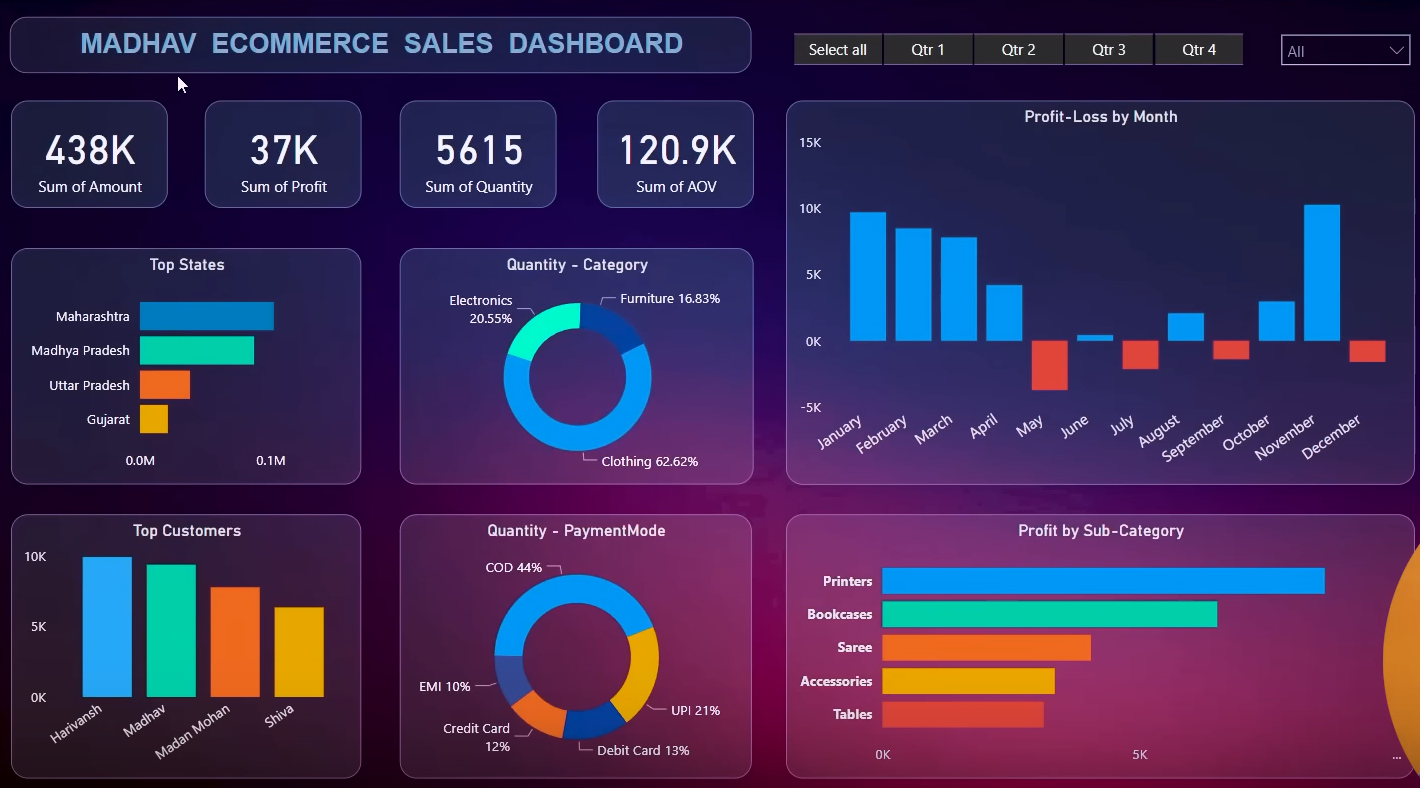 MADHAV ECOMMERCE SALES DASHBOARD
Select all
Qtr 1
Qtr 2
Qtr 3
Qtr 4
All
438K
Sum of Amount
37K
Sum of Profit
5615
Sum of Quantity
120.9K
Sum of AOV
Profit-Loss by Month
15K
10K
5K
0K
-5K
January
February
March
April
May
June
July
August
September
October
November
December
Top States
Maharashtra
Madhya Pradesh
Uttar Pradesh
Gujarat
0.0M
0.1M
Quantity - Category
Electronics
20.55%
Furniture 16.83%
Clothing 62.62%
Top Customers
10K
5K
0K
Harivansh
Madhav
Madan Mohan
Shiva
Quantity - PaymentMode
COD 44%
EMI 10%
UPI 21%
Credit Card
12%
Debit Card 13%
Profit by Sub-Category
Printers
Bookcases
Saree
Accessories
Tables
0K
5K
...